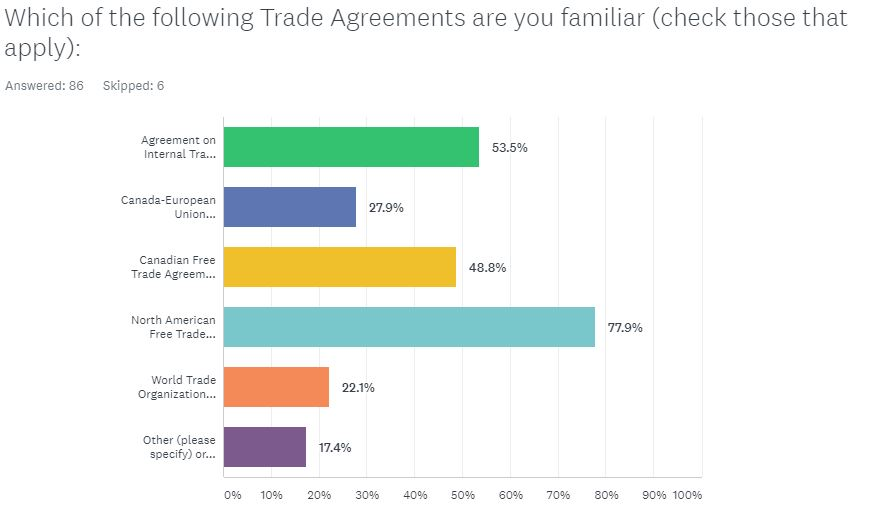 Which of the following Trade Agreements are you familiar (check those that
apply):
Answered: 86 Skipped: 6
Agreement on
Internal Tra...
53.5%
Canada-European
Union...
27.9%
Canadian Free
Trade Agreem...
48.8%
North American
Free Trade...
77.9%
World Trade
Organization...
22.1%
Other (please
specify) or...
17.4%
0% 10% 20% 30% 40% 50% 60% 70% 80% 90% 100%